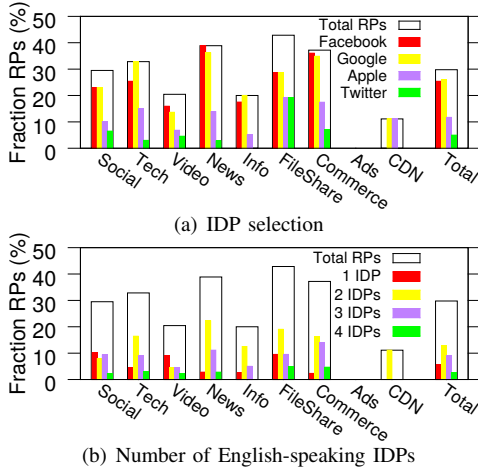 50
40
30
20
10
0
Fraction RPs (%)
Total RPs
Facebook
Google
Apple
Twitter
Social
Tech
Video
News
Info
FileShare
Commerce
Ads
CDN
Total
(a) IDP selection
50
40
30
20
10
0
Fraction RPs (%)
Total RPs
1 IDP
2 IDPs
3 IDPs
4 IDPs
Social
Tech
Video
News
Info
FileShare
Commerce
Ads
CDN
Total
(b) Number of English-speaking IDPs